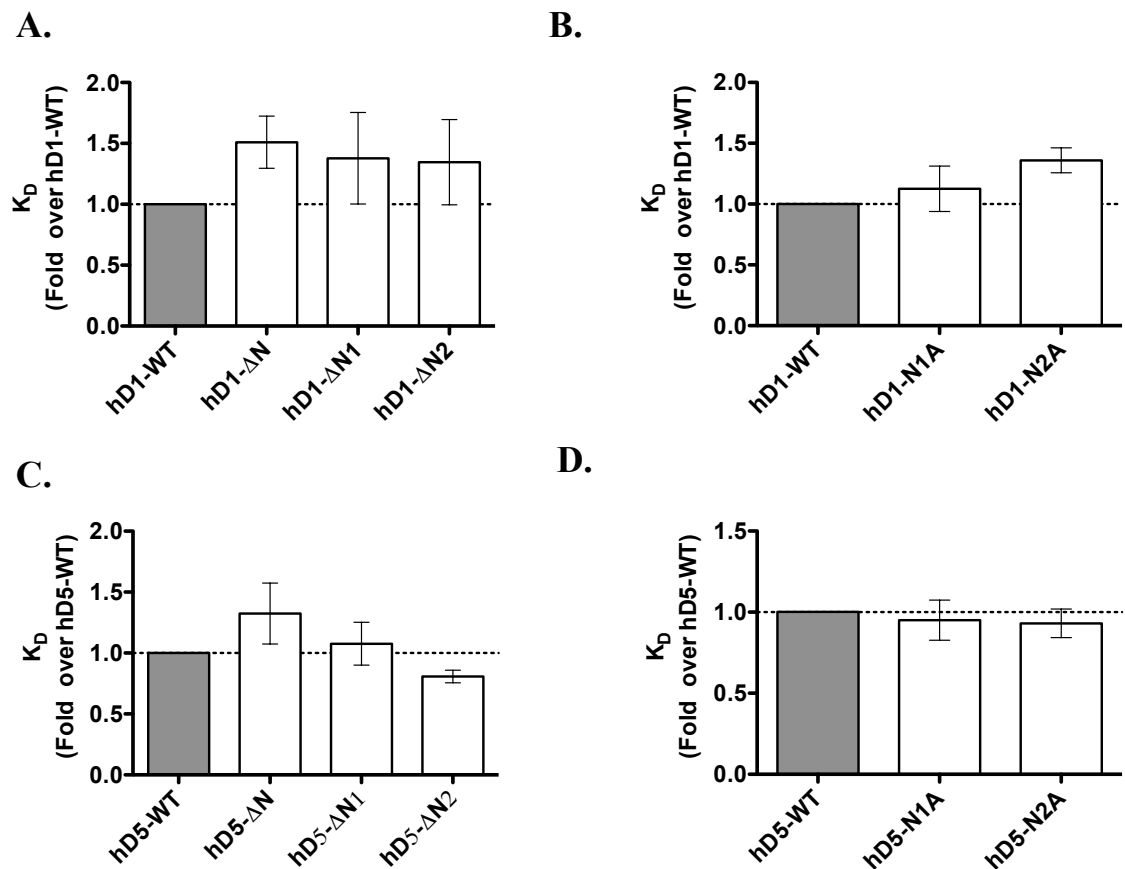 A.
K_D
(Fold over hD1-WT)
2.0
1.5
1.0
0.5
0.0
hD1-WT
hD1-ΔN
hD1-ΔN1
hD1-ΔN2
B.
K_D
(Fold over hD1-WT)
2.0
1.5
1.0
0.5
0.0
hD1-WT
hD1-N1A
hD1-N2A
C.
K_D
(Fold over hD5-WT)
2.0
1.5
1.0
0.5
0.0
hD5-WT
hD5-ΔN
hD5-ΔN1
hD5-ΔN2
D.
K_D
(Fold over hD5-WT)
1.5
1.0
0.5
0.0
hD5-WT
hD5-N1A
hD5-N2A